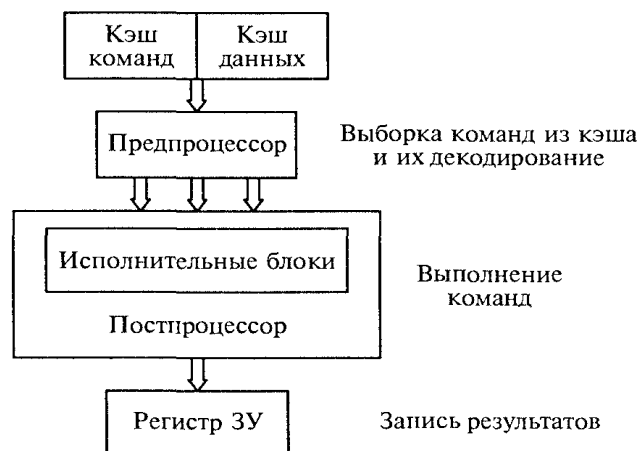 Кэш
команд
Кэш
данных
Предпроцессор
Выборка команд из кэша
и их декодирование
Исполнительные блоки
Постпроцессор
Выполнение
команд
Регистр ЗУ
Запись результатов